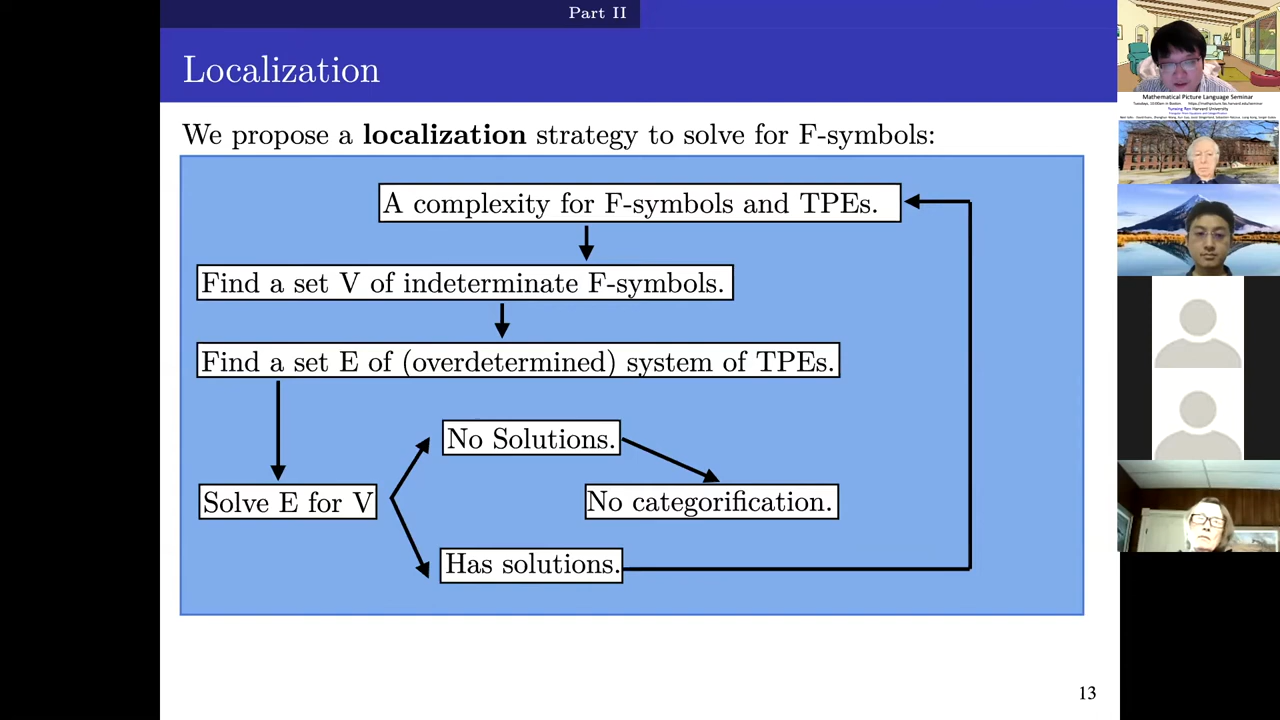 Part II
Localization
We propose a localization strategy to solve for F-symbols:
A complexity for F-symbols and TPEs.
Find a set V of indeterminate F-symbols.
Find a set E of (overdetermined) system of TPEs.
No Solutions.
Solve E for V
No categorification.
Has solutions.
13
Mathematical Picture Language Seminar